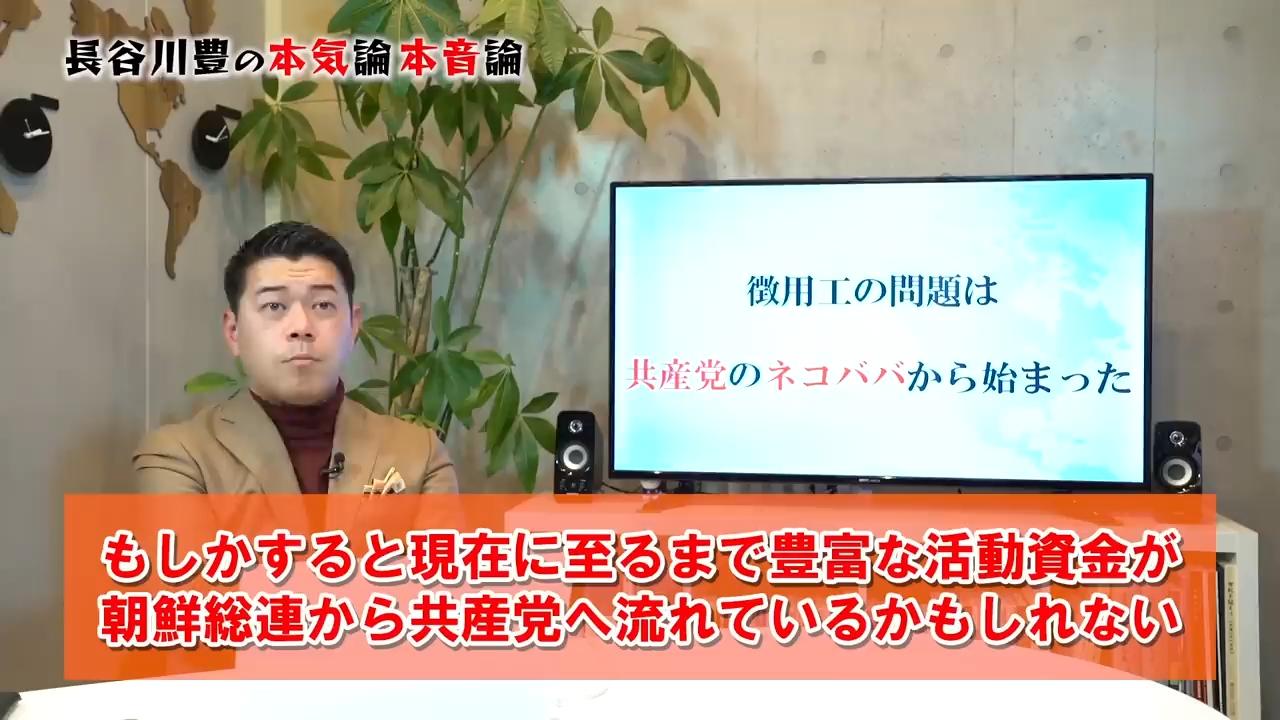 長谷川豊の本気論本音論
徴用工の問題は
共産党のネコババから始まった
もしかすると現在に至るまで豊富な活動資金が
朝鮮総連から共産党へ流れているかもしれない